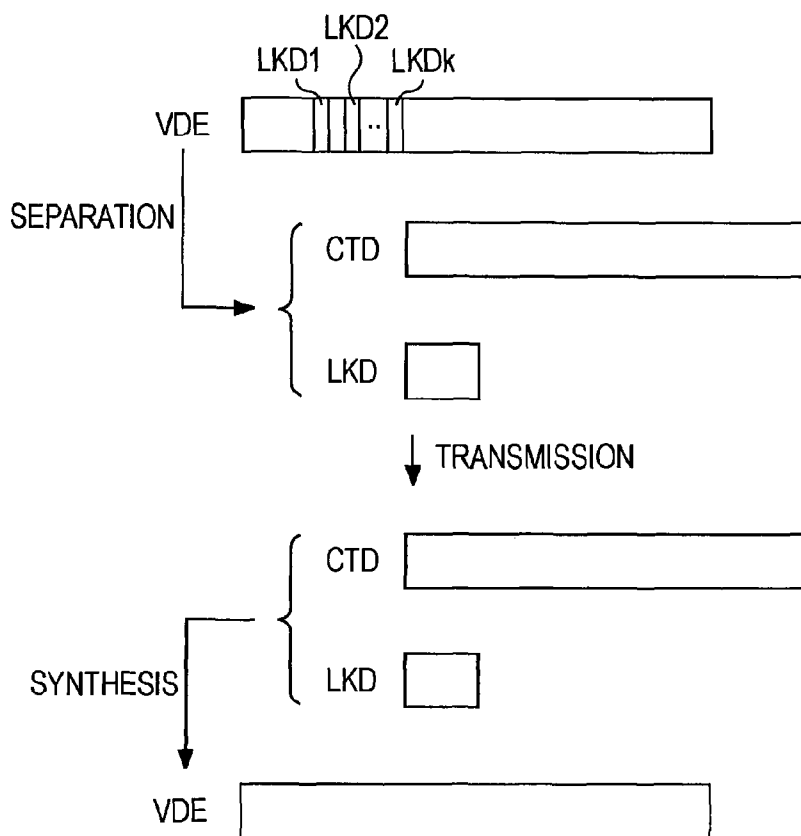 LKD2
LKD1
LKDk
VDE
..
SEPARATION
CTD
LKD
TRANSMISSION
CTD
LKD
SYNTHESIS
VDE